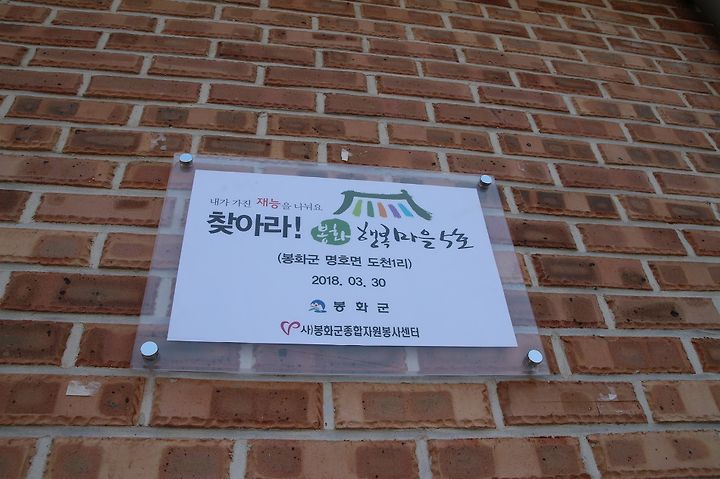 내가 가진 재능을 나눠요
찾아라! 봉화 행복마을 4호
(봉화군 명호면 도천1리)
2018. 03. 30
봉화군
사)봉화군종합자원봉사센터